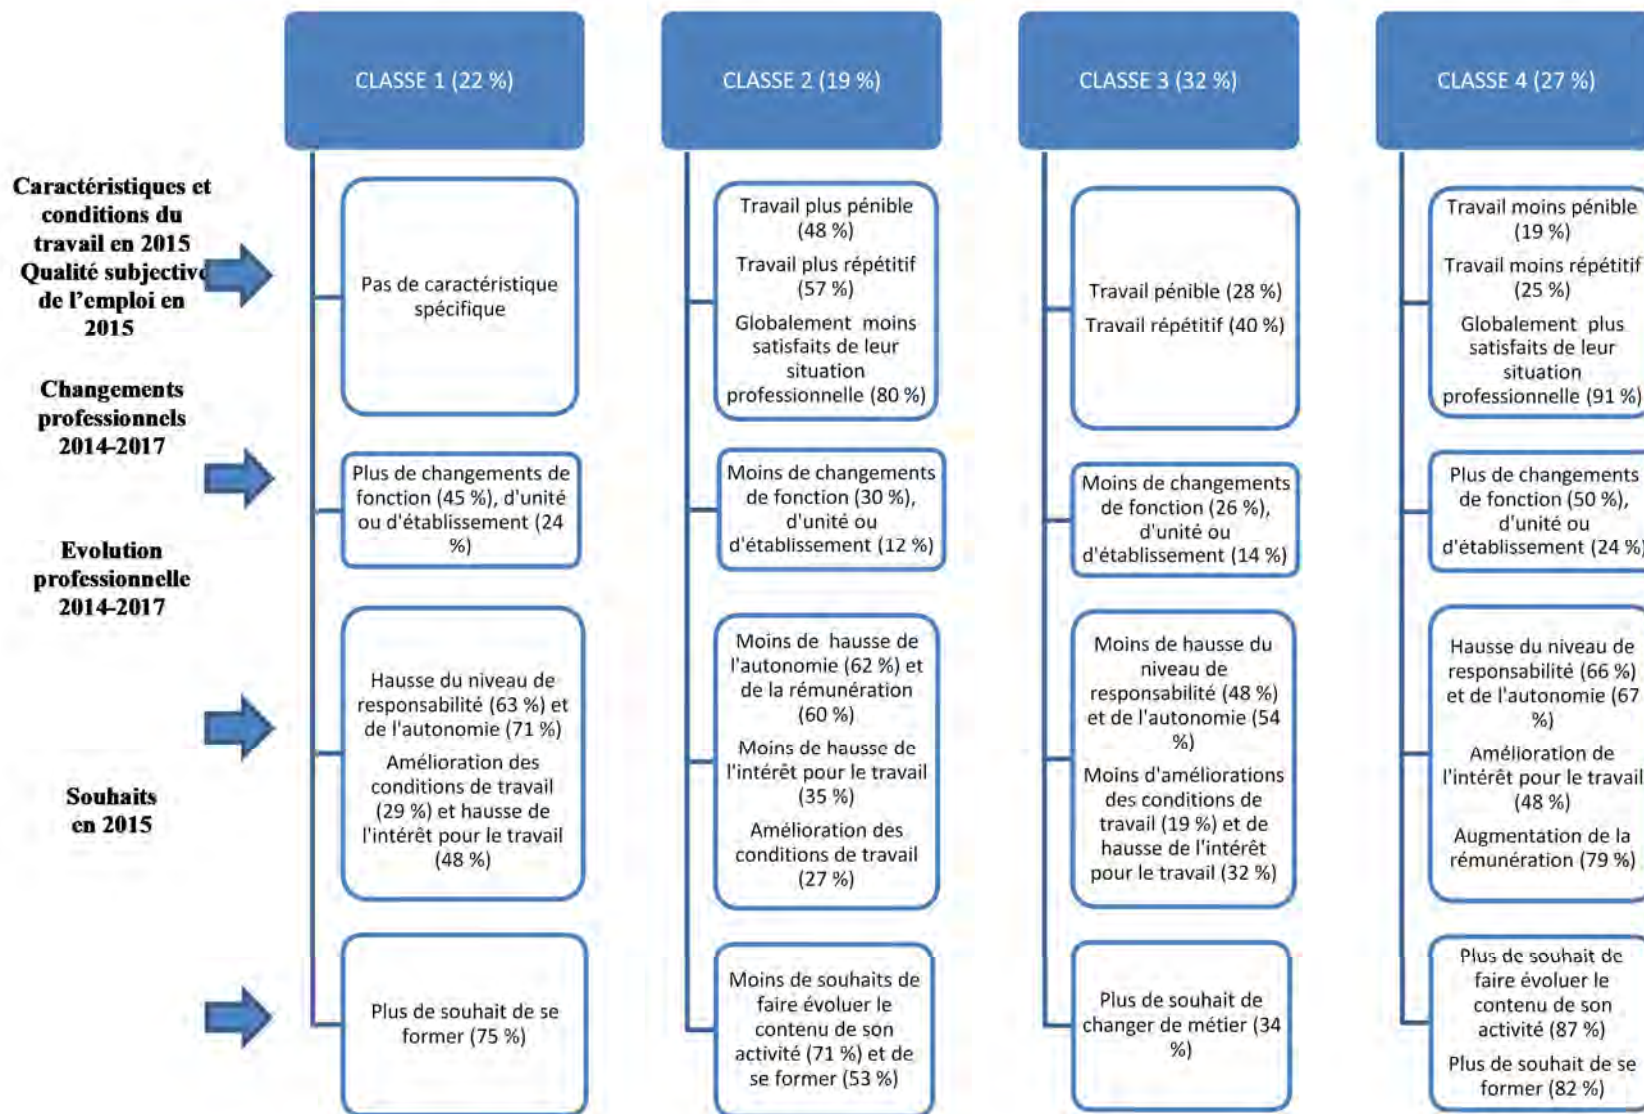 CLASSE 1 (22 %)
CLASSE 2 (19 %)
CLASSE 3 (32 %)
CLASSE 4 (27 %)
Caractéristiques et
conditions du
travail en 2015
Qualité subjective
de l'emploi en
2015
Pas de caractéristique
spécifique
Travail plus pénible
(48 %)
Travail plus répétitif
(57 %)
Globalement moins
satisfaits de leur
situation
professionnelle (80 %)
Travail pénible (28 %)
Travail répétitif (40 %)
Travail moins pénible
(19 %)
Travail moins répétitif
(25 %)
Globalement plus
satisfaits de leur
situation
professionnelle (91 %)
Changements
professionnels
2014-2017
Plus de changements de
fonction (45 %), d'unité
ou d'établissement (24
%)
Moins de changements
de fonction (30 %),
d'unité ou
d'établissement (12 %)
Moins de changements
de fonction (26 %),
d'unité ou
d'établissement (14 %)
Plus de changements
de fonction (50 %),
d'unité ou
d'établissement (24 %)
Evolution
professionnelle
2014-2017
Hausse du niveau de
responsabilité (63 %) et
de l'autonomie (71 %)
Amélioration des
conditions de travail
(29 %) et hausse de
l'intérêt pour le travail
(48 %)
Moins de hausse de
l'autonomie (62 %) et
de la rémunération
(60 %)
Moins de hausse de
l'intérêt pour le travail
(35 %)
Amélioration des
conditions de travail
(27 %)
Moins de hausse du
niveau de
responsabilité (48 %)
et de l'autonomie (54
%)
Moins d'améliorations
des conditions de
travail (19 %) et de
hausse de l'intérêt
pour le travail (32 %)
Hausse du niveau de
responsabilité (66 %)
et de l'autonomie (67
%)
Amélioration de
l'intérêt pour le travail
(48 %)
Augmentation de la
rémunération (79 %)
Souhaits
en 2015
Plus de souhait de se
former (75 %)
Moins de souhaits de
faire évoluer le
contenu de son
activité (71 %) et de
se former (53 %)
Plus de souhait de
changer de métier (34
%)
Plus de souhait de
faire évoluer le
contenu de son
activité (87 %)
Plus de souhait de se
former (82 %)